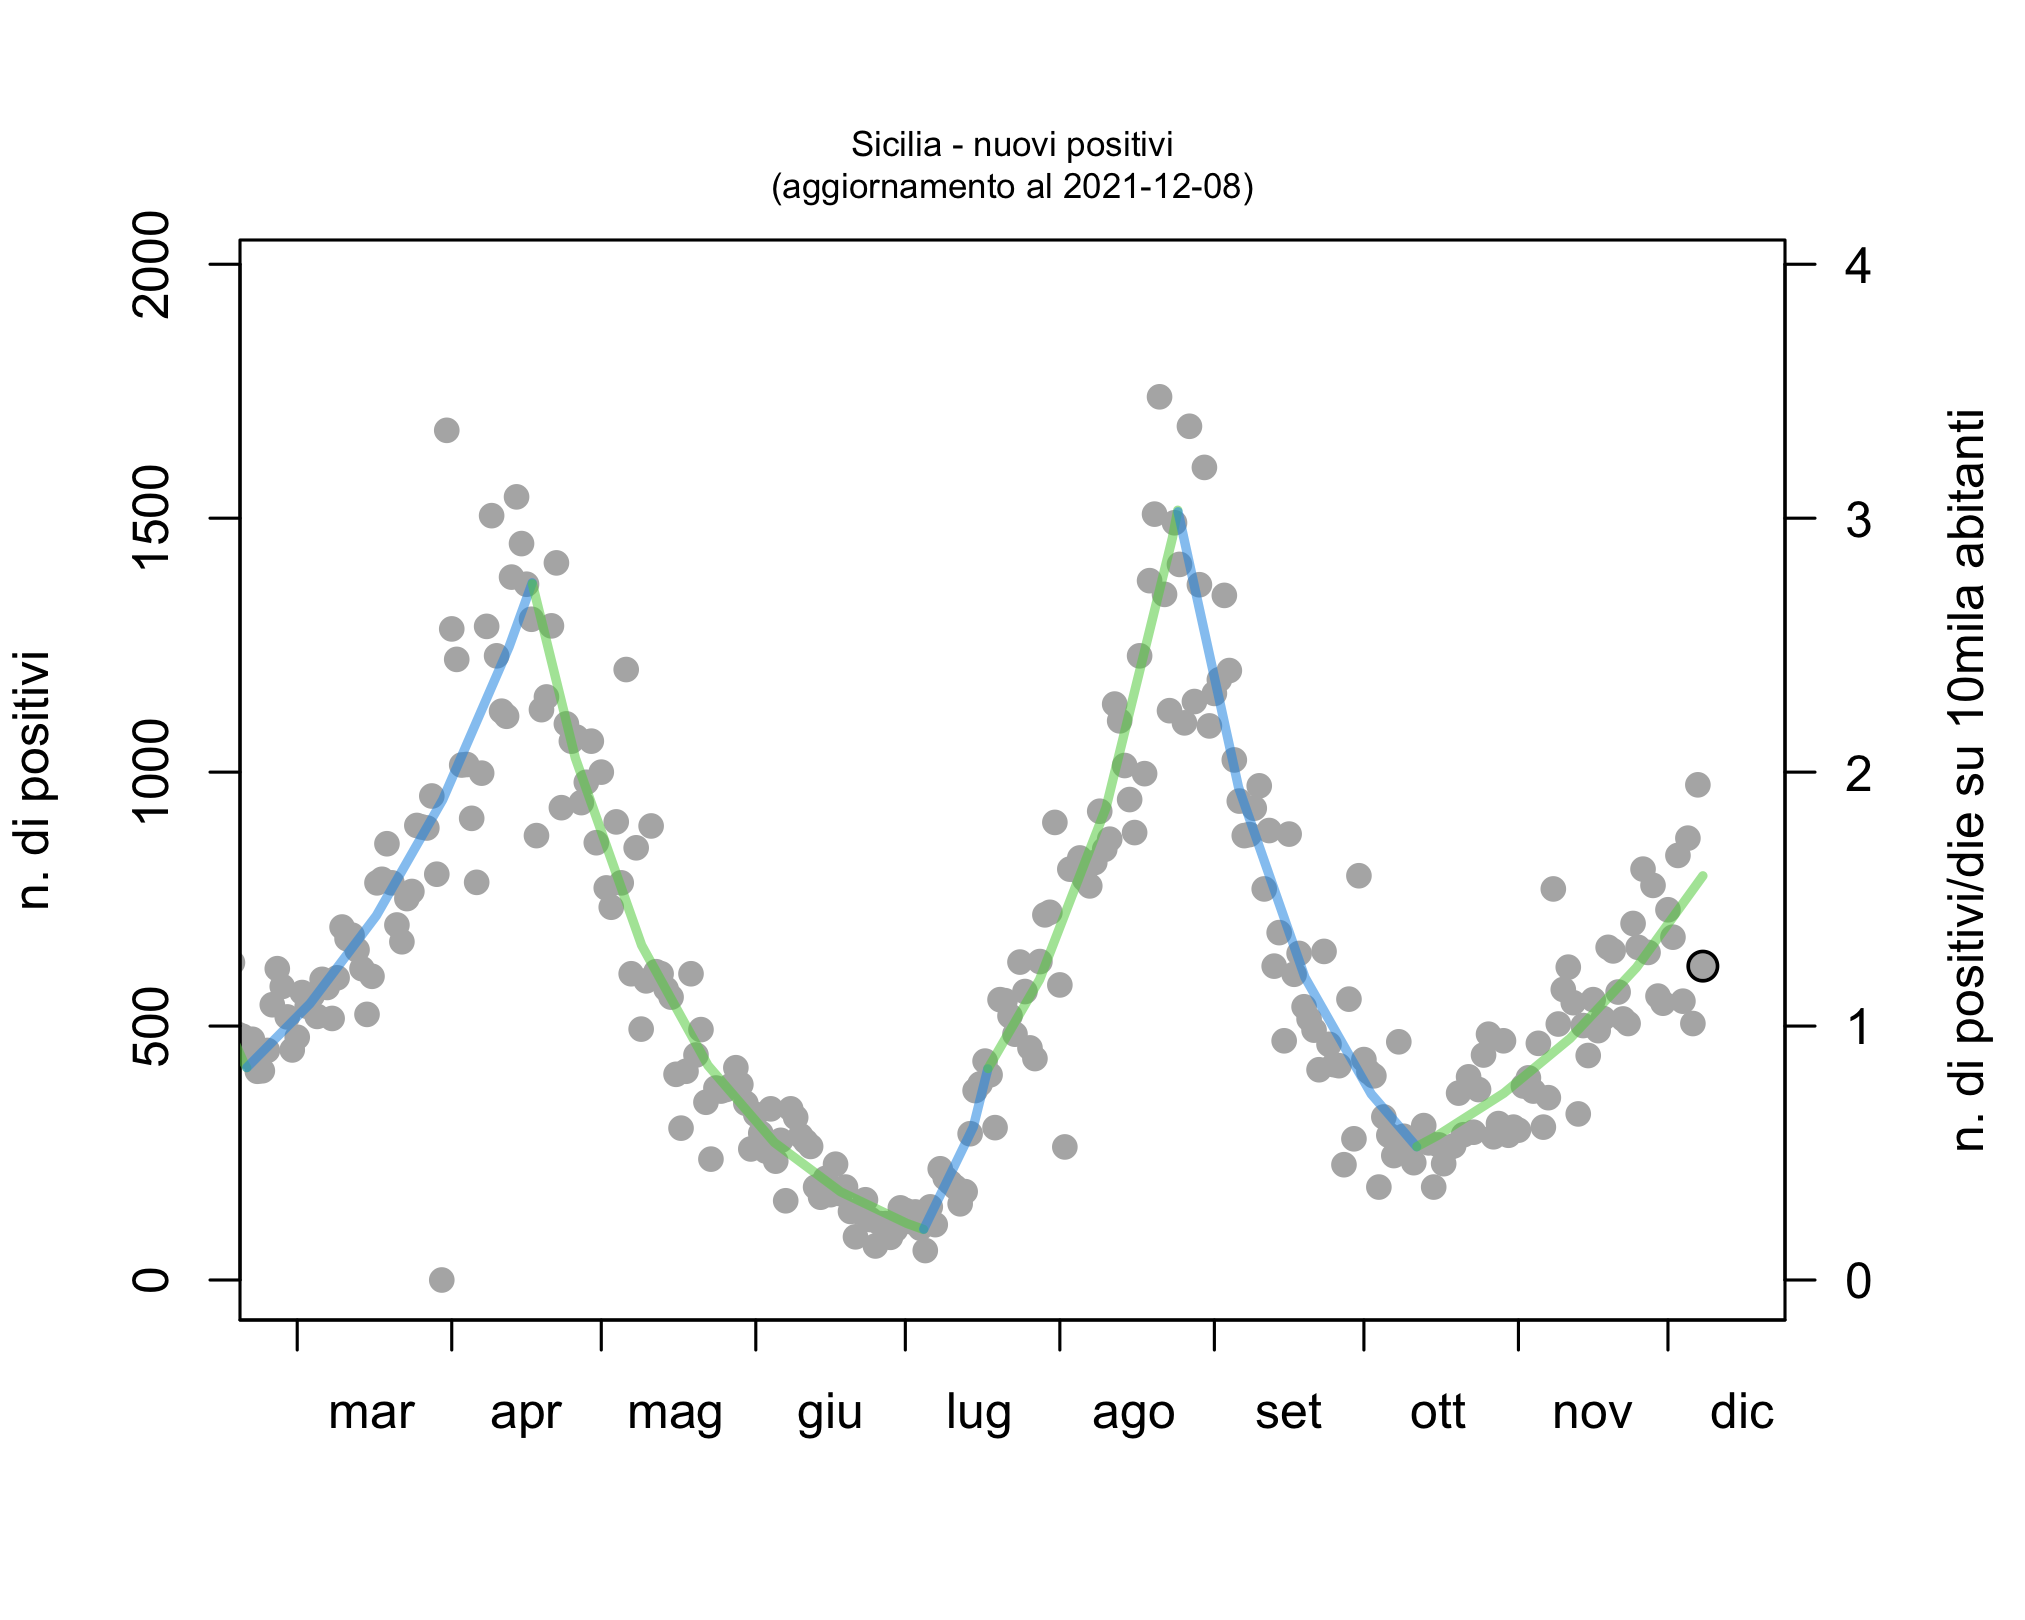 Sicilia - nuovi positivi
(aggiornamento al 2021-12-08)
n. di positivi
2000
1500
1000
500
0
4
3
2
1
0
n. di positivi/die su 10mila abitanti
mar apr mag giu lug ago set ott nov dic